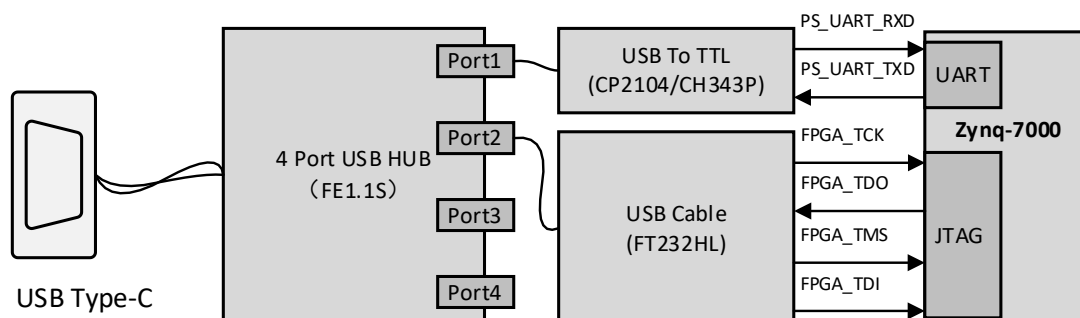 USB Type-C
4 Port USB HUB
（FE1.1S）
Port1
Port2
Port3
Port4
USB To TTL
(CP2104/CH343P)
USB Cable
(FT232HL)
PS_UART_RXD
PS_UART_TXD
FPGA_TCK
FPGA_TDO
FPGA_TMS
FPGA_TDI
UART
Zynq-7000
JTAG